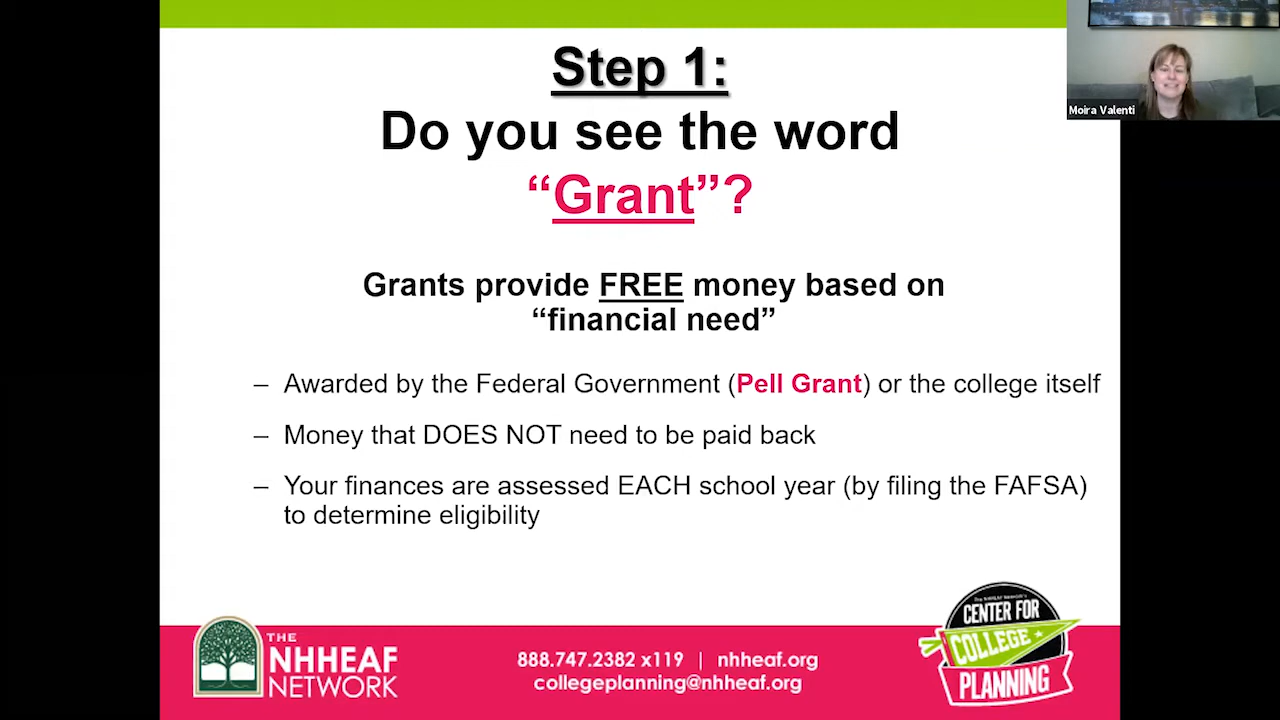 Step 1:
Do you see the word
“Grant”?
Moira Valenti
Grants provide FREE money based on
“financial need”
– Awarded by the Federal Government (Pell Grant) or the college itself
– Money that DOES NOT need to be paid back
– Your finances are assessed EACH school year (by filing the FAFSA)
to determine eligibility
THE
NHHEAF
NETWORK
888.747.2382 x119 | nhheaf.org
collegeplanning@nhheaf.org
The NHHEAF Network's
CENTER FOR
COLLEGE
PLANNING